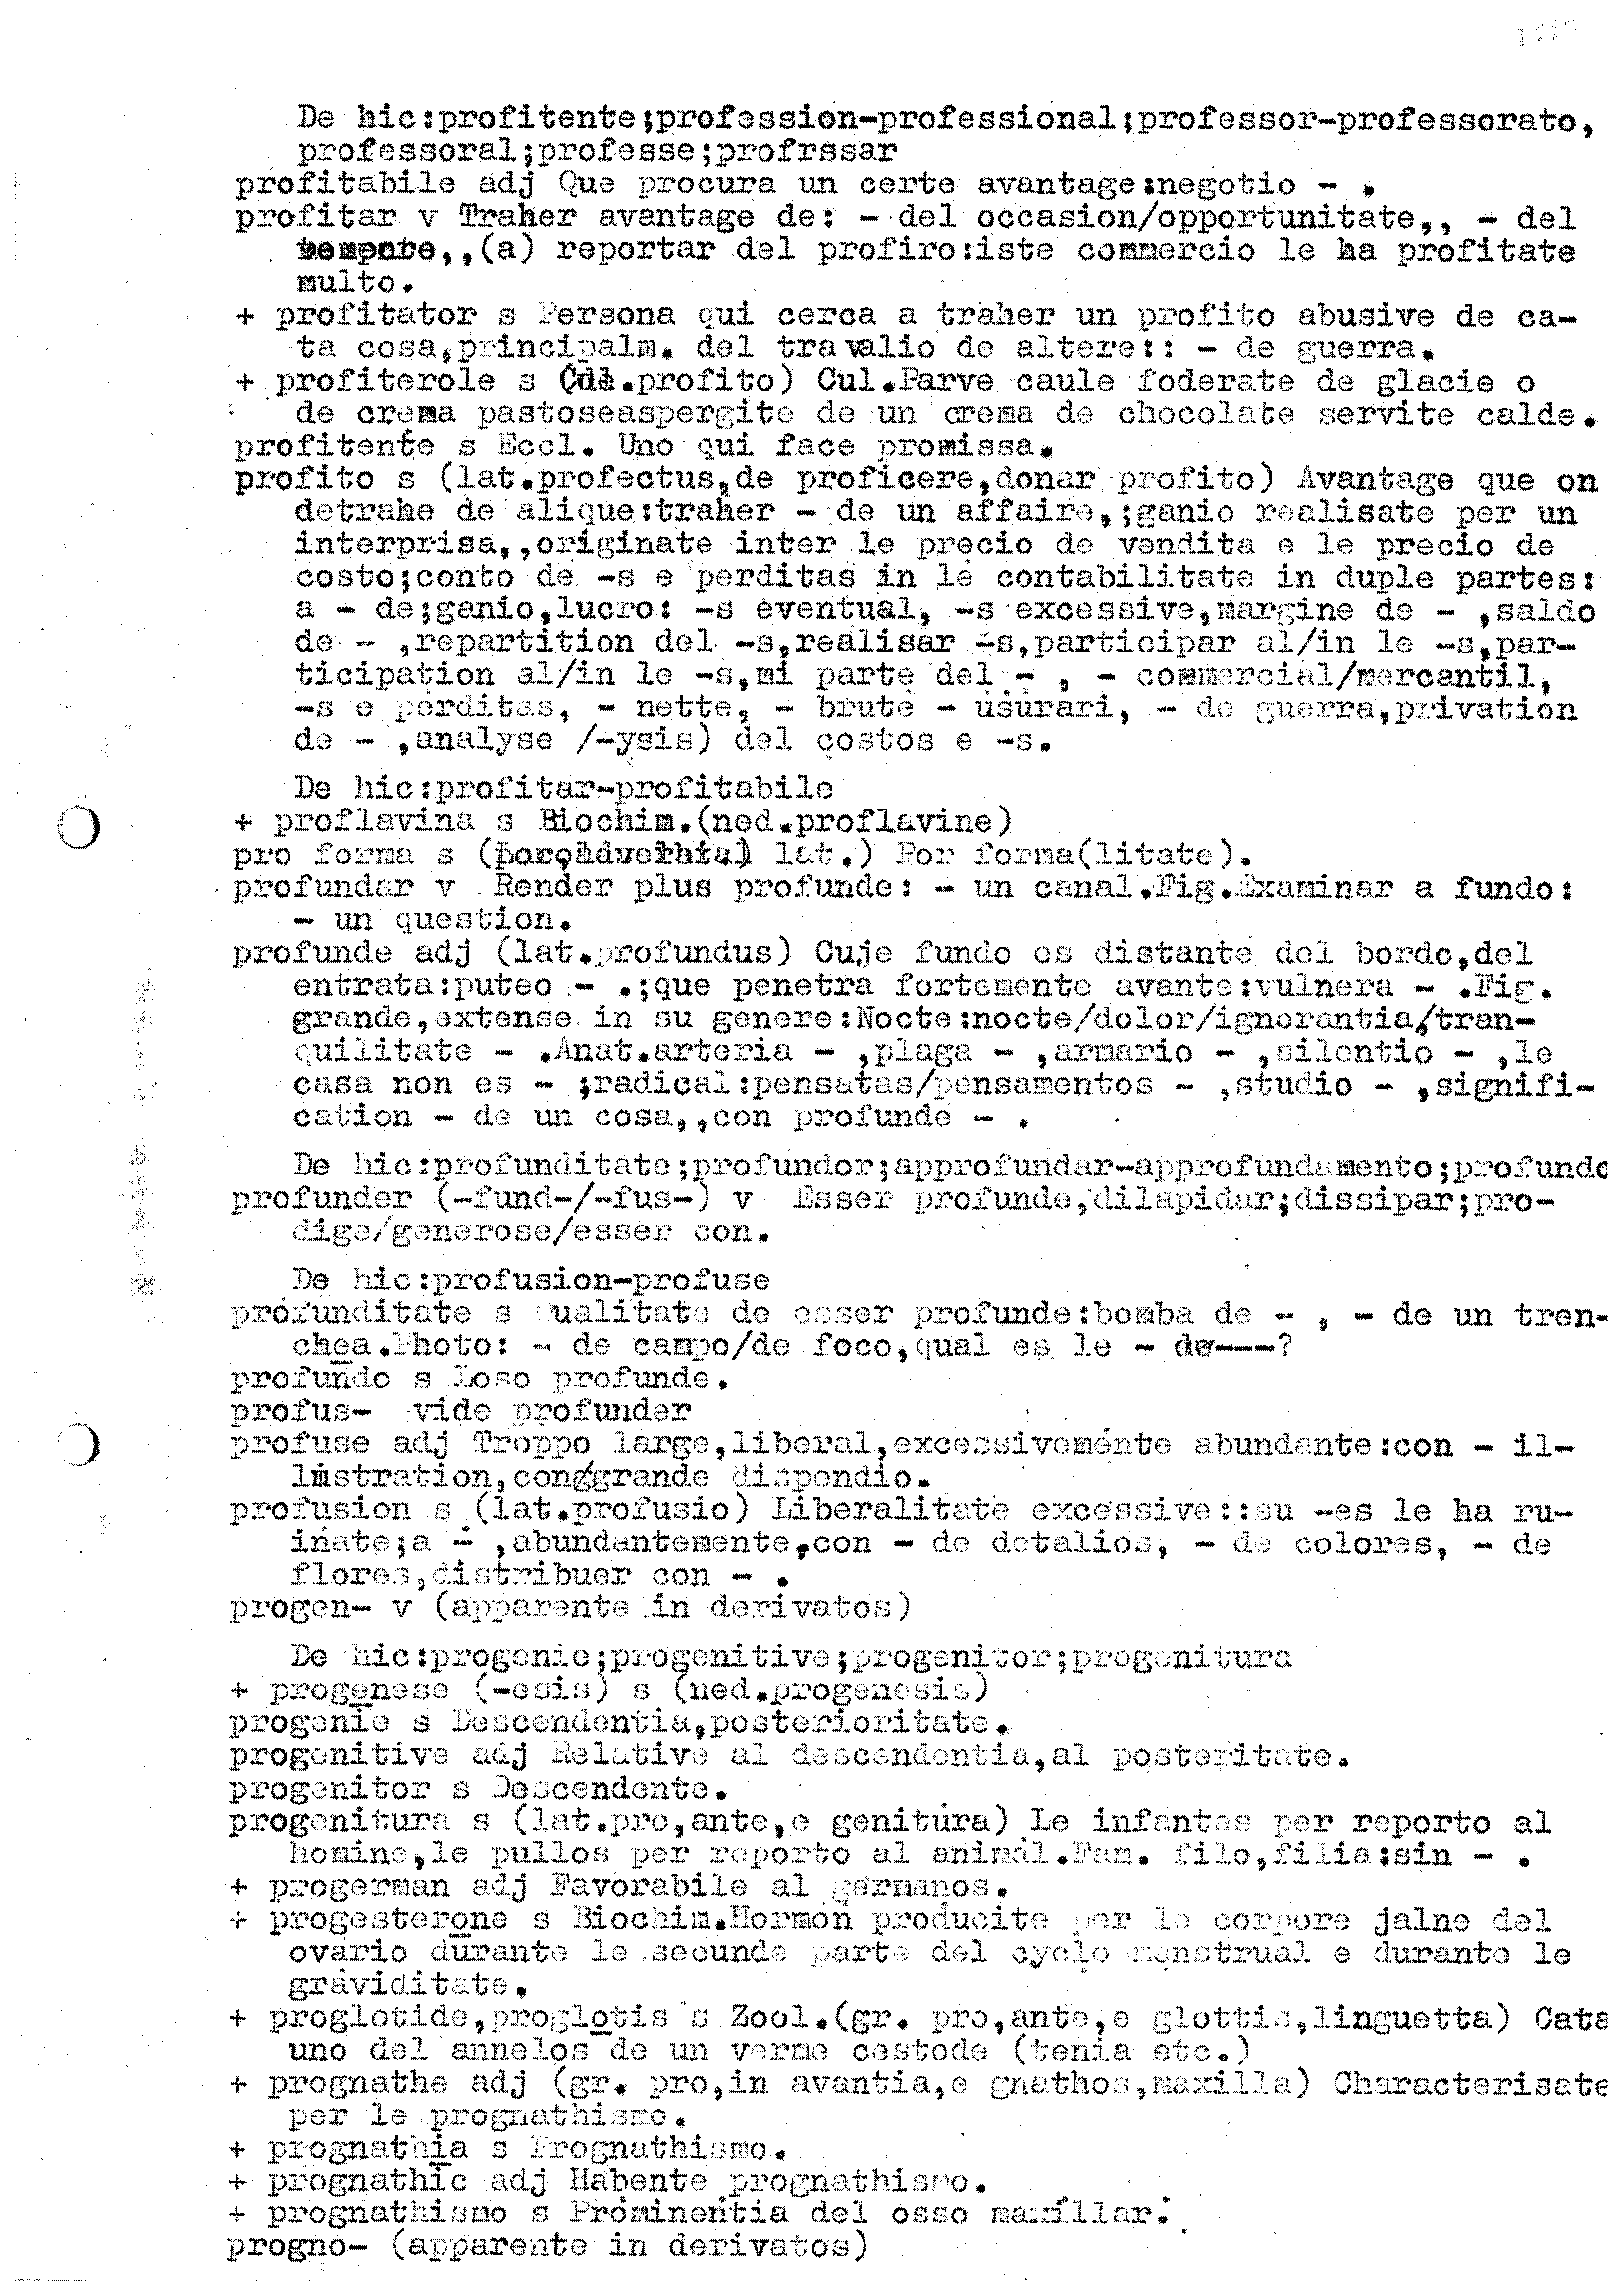 De hic:profitente;profession-professional;professor-professorato,
professoral;professe;profrssar
profitabile adj Que procura un certe avantage:negotio - .
profitar v Traher avantage de: - del occasion/opportunitate,, - del
tempore,,(a) reportar del profiro:iste commercio le ha profitate
multo.
+ profitator s Persona qui cerca a traher un profito abusive de ca-
ta cosa,principalm. del travalio de altere:: - de guerra.
+ profiterole s (de.profito) Cul.Parve caule foderate de glacie o
de crema pastoseaspergite de un crema de chocolate servite calde.
profitente s Eccl. Uno qui face promissa.
profito s (lat.profectus,de proficere,donar profito) Avantage que on
detrahe de alique:traher - de un affaire,;ganio realisate per un
interprisa,,originate inter le precio de vendita e le precio de
costo;conto de -s e perditas in le contabilitate in duple partes:
a - de;ganio,lucro: -s eventual, -s excessive,margine de - ,saldo
de - ,repartition del -s,realisar -s,participar al/in le -s,par-
ticipation al/in le -s,mi parte del - , - commercial/mercantil,
-s e perditas, - nette, - brute - usurari, - de guerra,privation
de - ,analyse /-ysis) del costos e -s.
De hic:profitar-profitabile
+ proflavina s Biochim.(ned.proflavine)
pro forma s ( lat.) Por forma(litate).
profundar v Render plus profunde: - un canal.Fig.Examinar a fundo:
- un question.
profunde adj (lat.profundus) Cuje fundo es distante del bordo,del
entrata:puteo - .;que penetra fortemente avante:vulnera - .Fig.
grande,extense in su genere:Nocte:nocte/dolor/ignorantia/tran-
quilitate - .Anat.arteria - ,plaga - ,armario - ,silentio - ,le
casa non es - ;radical:pensatas/pensamentos - ,studio - ,signifi-
cation - de un cosa,,con profunde - .
De hic:profunditate;profundor;approfundar-approfundamento;profundo
profunder (-fund-/-fus-) v Esser profunde,dilapidar;dissipar;pro-
dige/generose/esser con.
De hic:profusion-profuse
profunditate s ualitate de esser profunde:bomba de - , - de un tren-
chea.Photo: - de campo/de foco,qual es le - de---?
profundo s Loso profunde.
profus- vide profunder
profuse adj Troppo large,liberal,excessivemente abundante:con - il-
lustration,con grande dispendio.
profusion s (lat.profusio) Liberalitate excessive::su -es le ha ru-
inate;a - ,abundantemente,con - de detalios, - de colores, - de
flores,distribuer con - .
progen- v (apparente in derivatos)
De hic:progenie;progenitive;progenitor;progenitura
+ progenese (-esis) s (ned.progenesis)
progenie s Descendentia,posterioritate.
progenitive adj Relative al descendentia,al posteritate.
progenitor s Descendente.
progenitura s (lat.pro,ante,e genitura) Le infantes per reporto al
homine,le pullos per reporto al animal.Fam. filo,filia:sin - .
+ progerman adj Favorabile al germanos.
+ progesterone s Biochim.Hormon producite per le corpore jalne del
ovario durante le secunde parte del cyclo menstrual e durante le
graviditate.
+ proglotide,proglotis s Zool.(gr. pro,ante,e glottis,linguetta) Cata
uno del annelos de un verme cestode (tenia etc.)
+ prognathe adj (gr. pro,in avantia,e gnathos,maxilla) Characterisate
per le prognathismo.
+ prognathia s Prognathismo.
+ prognathic adj Habente prognathismo.
+ prognathismo s Prominentia del osso maxillar.
progno- (apparente in derivatos)